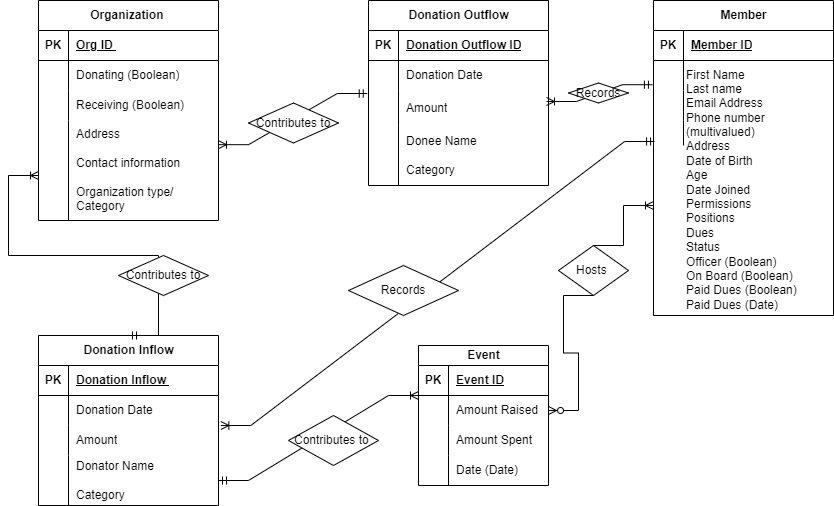 Organization
PK Org ID
Donating (Boolean)
Receiving (Boolean)
Address
Contact information
Organization type/
Category
Contributes to
Donation Outflow
PK Donation Outflow ID
Donation Date
Amount
Donee Name
Category
Records
Member
PK Member ID
First Name
Last name
Email Address
Phone number
(multivalued)
Address
Date of Birth
Age
Date Joined
Permissions
Positions
Dues
Status
Officer (Boolean)
On Board (Boolean)
Paid Dues (Boolean)
Paid Dues (Date)
Contributes to
Records
Hosts
Donation Inflow
PK Donation Inflow
Donation Date
Amount
Donator Name
Category
Contributes to
Event
PK Event ID
Amount Raised
Amount Spent
Date (Date)